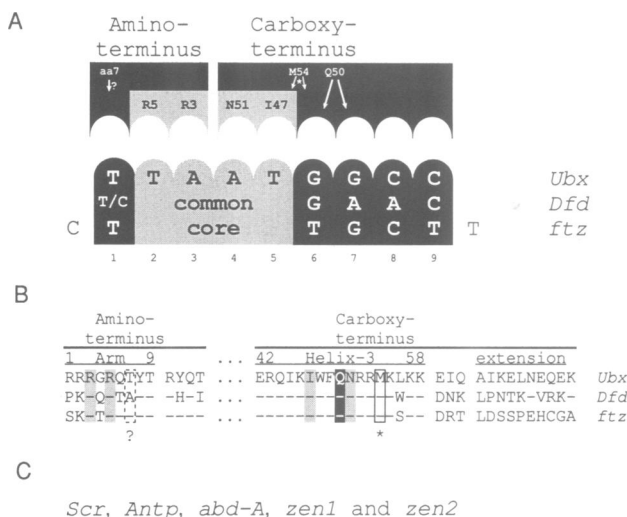 A
Amino- Carboxy-
terminus terminus
aa7 M54 Q50
? *
R5 R3 N51 I47
T T A A T G G C C Ubx
T/C common G A A C Dfd
C T core T G C T T ftz
1 2 3 4 5 6 7 8 9
B
Amino- Carboxy-
terminus terminus
1 Arm 9 ... 42 Helix-3 58 extension
RRRGRQTYT RYQT ... ERQIKIWFQNRRMKLKK EIQ AIKELNEQEK Ubx
PK-Q-TA-- -H-I ... -------------​--W-- DNK LPNTK-VRK- Dfd
SK-T----- ---- ... --------------S-- DRT LDSSPEHCGA ftz
? *
C
Scr, Antp, abd-A, zen1 and zen2